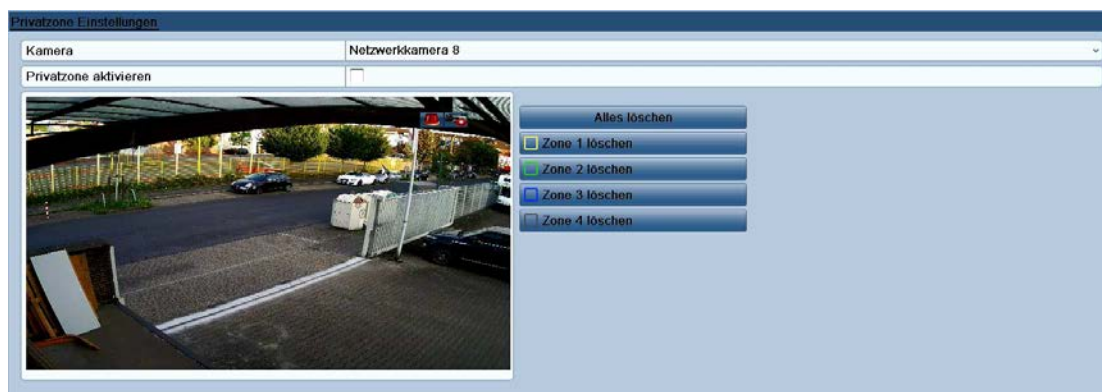 Privatzone Einstellungen
Kamera
Netzwerkkamera 8
Privatzone aktivieren
Alles löschen
Zone 1 löschen
Zone 2 löschen
Zone 3 löschen
Zone 4 löschen